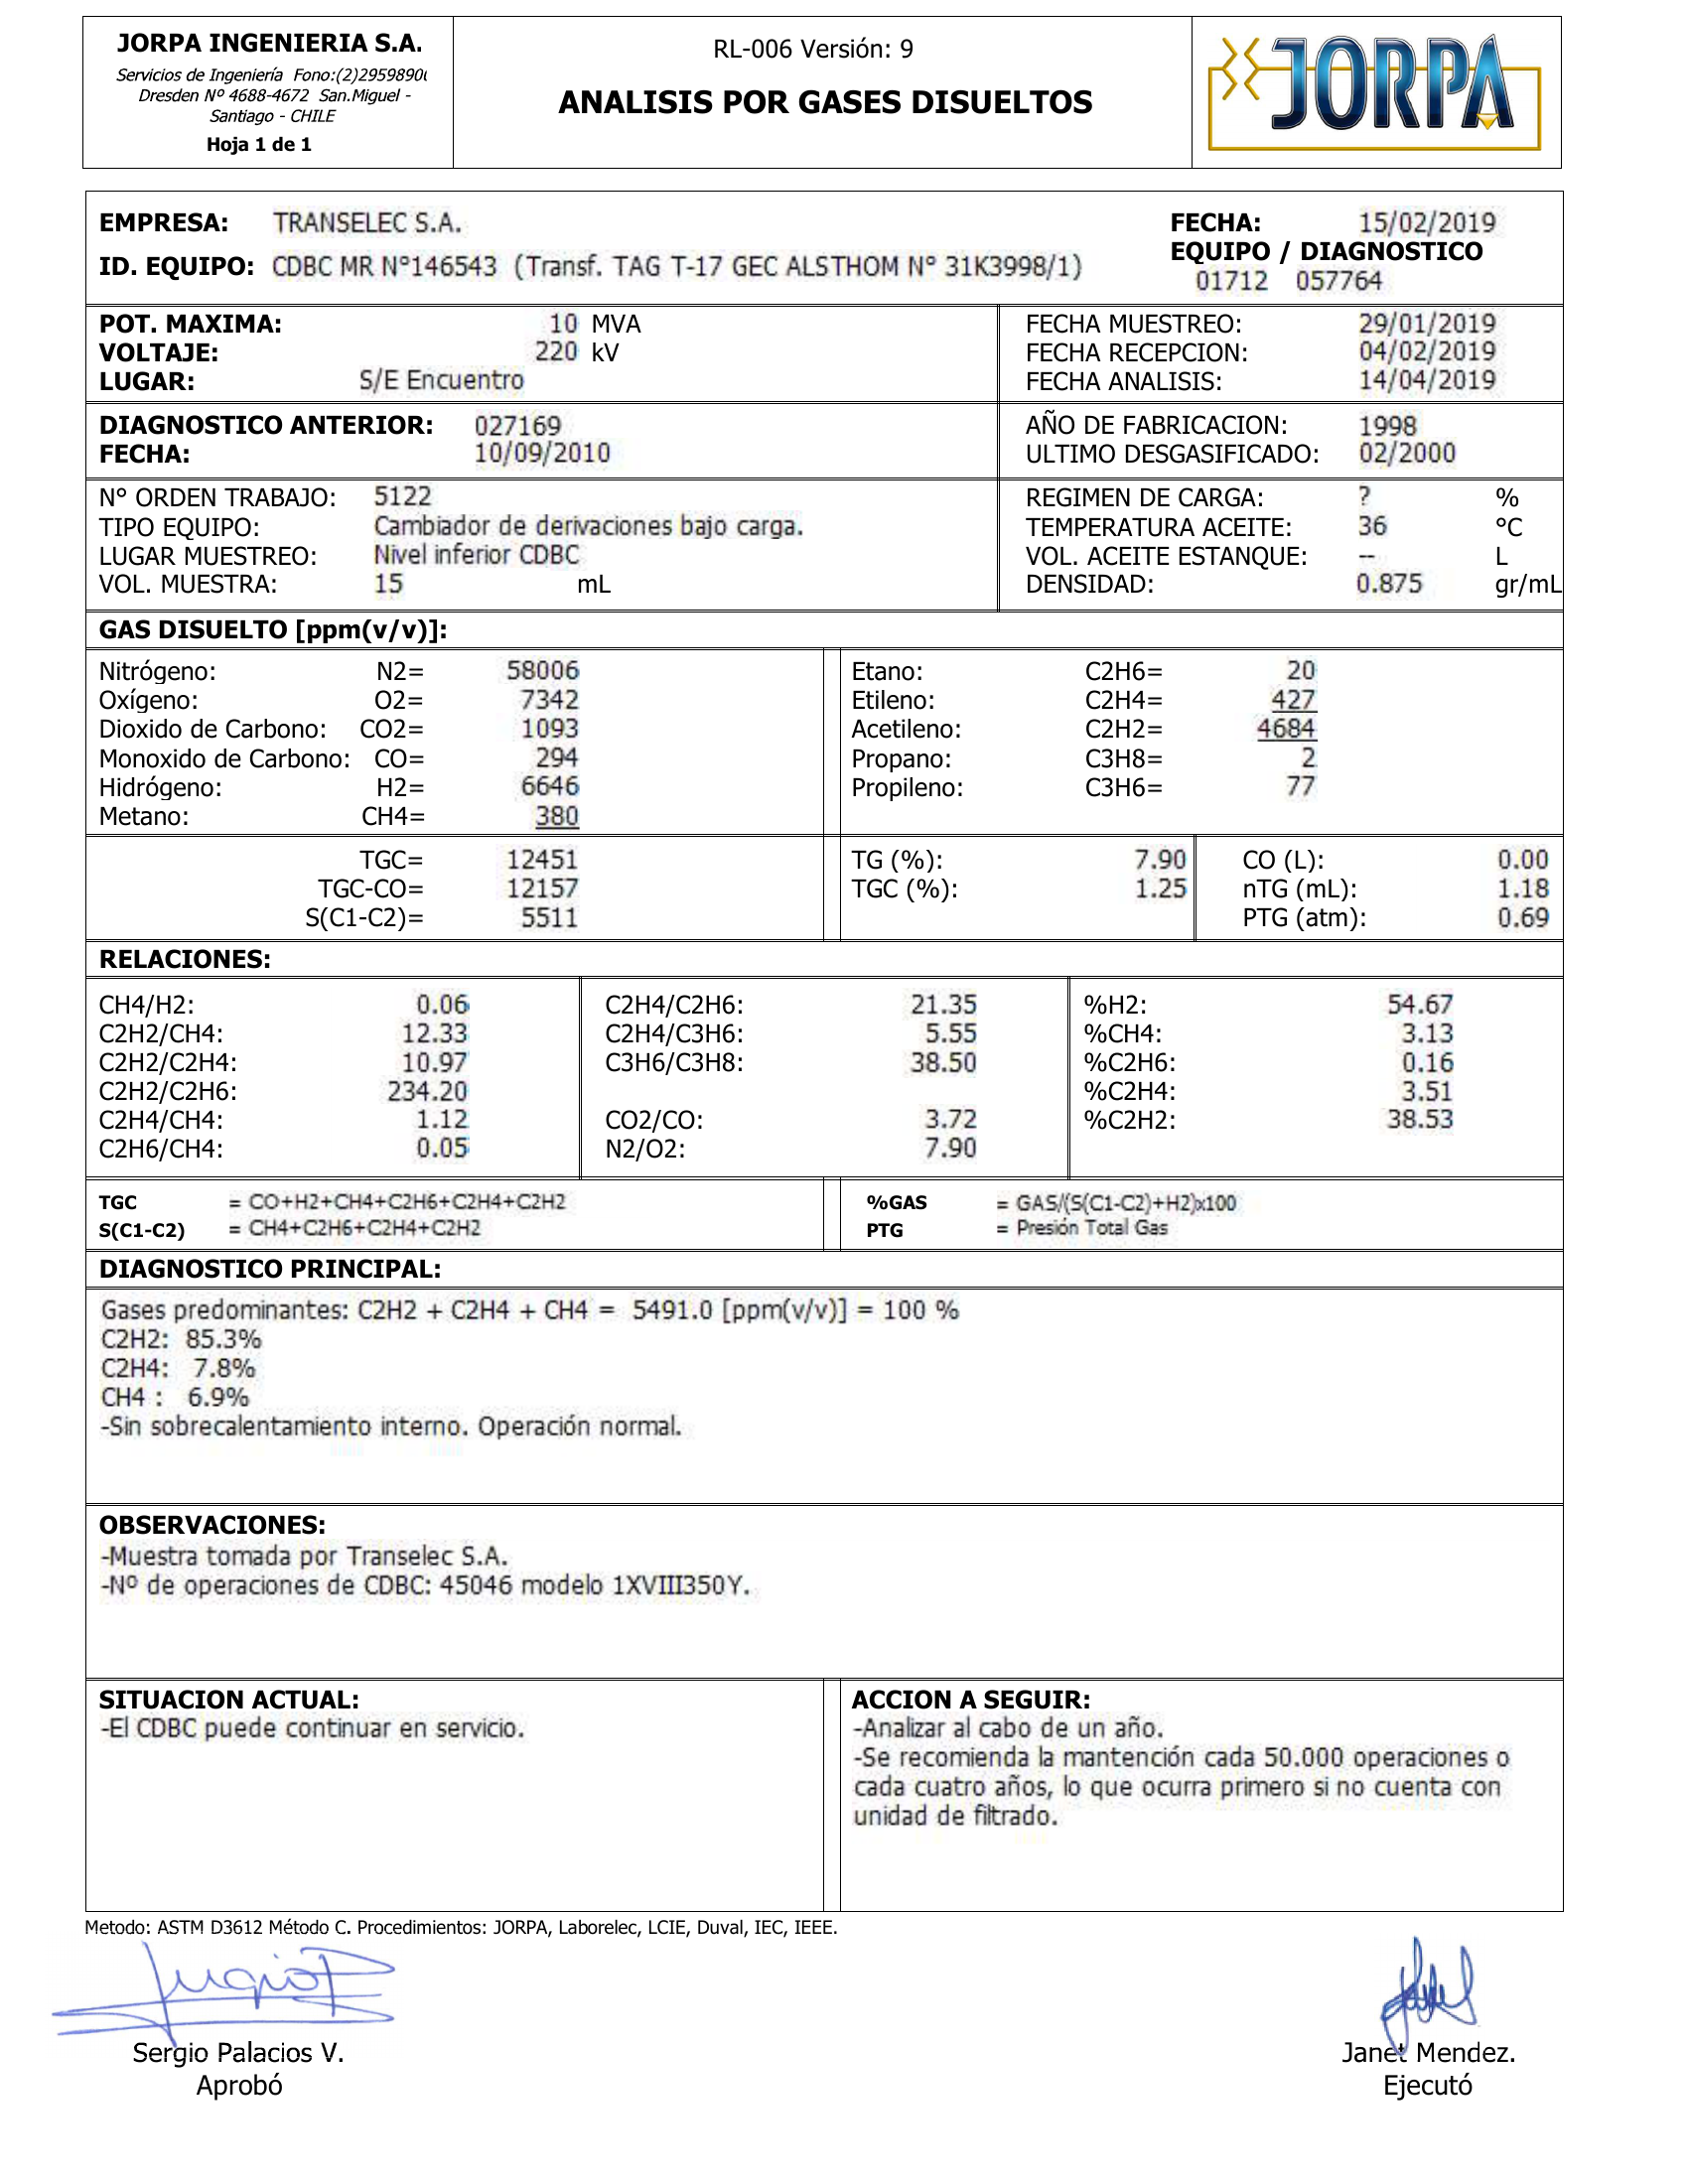 JORPA INGENIERIA S.A.
Servicios de Ingeniería Fono:(2)2959890
Dresden Nº 4688-4672 San.Miguel -
Santiago - CHILE
Hoja 1 de 1
RL-006 Versión: 9
ANALISIS POR GASES DISUELTOS
JORPA
EMPRESA: TRANSELEC S.A.
ID. EQUIPO: CDBC MR N°146543 (Transf. TAG T-17 GEC ALSTHOM N° 31K3998/1)
FECHA: 15/02/2019
EQUIPO / DIAGNOSTICO
01712 057764
POT. MAXIMA: 10 MVA
VOLTAJE: 220 kV
LUGAR: S/E Encuentro
FECHA MUESTREO: 29/01/2019
FECHA RECEPCION: 04/02/2019
FECHA ANALISIS: 14/04/2019
DIAGNOSTICO ANTERIOR: 027169
FECHA: 10/09/2010
AÑO DE FABRICACION: 1998
ULTIMO DESGASIFICADO: 02/2000
N° ORDEN TRABAJO: 5122
TIPO EQUIPO: Cambiador de derivaciones bajo carga.
LUGAR MUESTREO: Nivel inferior CDBC
VOL. MUESTRA: 15 mL
REGIMEN DE CARGA: ? %
TEMPERATURA ACEITE: 36 °C
VOL. ACEITE ESTANQUE: -- L
DENSIDAD: 0.875 gr/mL
GAS DISUELTO [ppm(v/v)]:
Nitrógeno: N2= 58006
Oxígeno: O2= 7342
Dioxido de Carbono: CO2= 1093
Monoxido de Carbono: CO= 294
Hidrógeno: H2= 6646
Metano: CH4= 380
Etano: C2H6= 20
Etileno: C2H4= 427
Acetileno: C2H2= 4684
Propano: C3H8= 2
Propileno: C3H6= 77
TGC= 12451
TGC-CO= 12157
S(C1-C2)= 5511
TG (%): 7.90
TGC (%): 1.25
CO (L): 0.00
nTG (mL): 1.18
PTG (atm): 0.69
RELACIONES:
CH4/H2: 0.06
C2H2/CH4: 12.33
C2H2/C2H4: 10.97
C2H2/C2H6: 234.20
C2H4/CH4: 1.12
C2H6/CH4: 0.05
C2H4/C2H6: 21.35
C2H4/C3H6: 5.55
C3H6/C3H8: 38.50
CO2/CO: 3.72
N2/O2: 7.90
%H2: 54.67
%CH4: 3.13
%C2H6: 0.16
%C2H4: 3.51
%C2H2: 38.53
TGC = CO+H2+CH4+C2H6+C2H4+C2H2
S(C1-C2) = CH4+C2H6+C2H4+C2H2
%GAS = GAS/(S(C1-C2)+H2)x100
PTG = Presión Total Gas
DIAGNOSTICO PRINCIPAL:
Gases predominantes: C2H2 + C2H4 + CH4 = 5491.0 [ppm(v/v)] = 100 %
C2H2: 85.3%
C2H4: 7.8%
CH4 : 6.9%
-Sin sobrecalentamiento interno. Operación normal.
OBSERVACIONES:
-Muestra tomada por Transelec S.A.
-Nº de operaciones de CDBC: 45046 modelo 1XVIII350Y.
SITUACION ACTUAL:
-El CDBC puede continuar en servicio.
ACCION A SEGUIR:
-Analizar al cabo de un año.
-Se recomienda la mantención cada 50.000 operaciones o
cada cuatro años, lo que ocurra primero si no cuenta con
unidad de filtrado.
Metodo: ASTM D3612 Método C. Procedimientos: JORPA, Laborelec, LCIE, Duval, IEC, IEEE.
Sergio Palacios V.
Aprobó
Janet Mendez.
Ejecutó